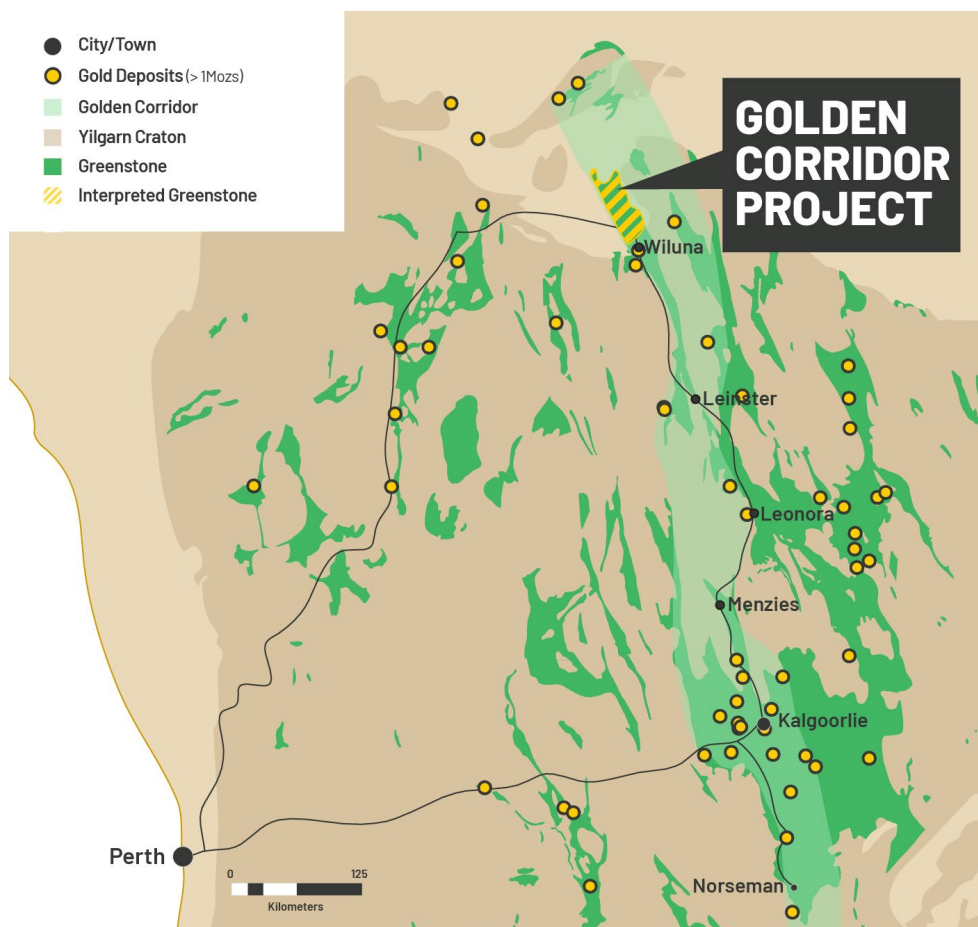 City/Town
Gold Deposits (> 1Mozs)
Golden Corridor
Yilgarn Craton
Greenstone
Interpreted Greenstone
GOLDEN
CORRIDOR
PROJECT
Wiluna
Leinster
Leonora
Menzies
Kalgoorlie
Perth
Norseman
0 125
Kilometers